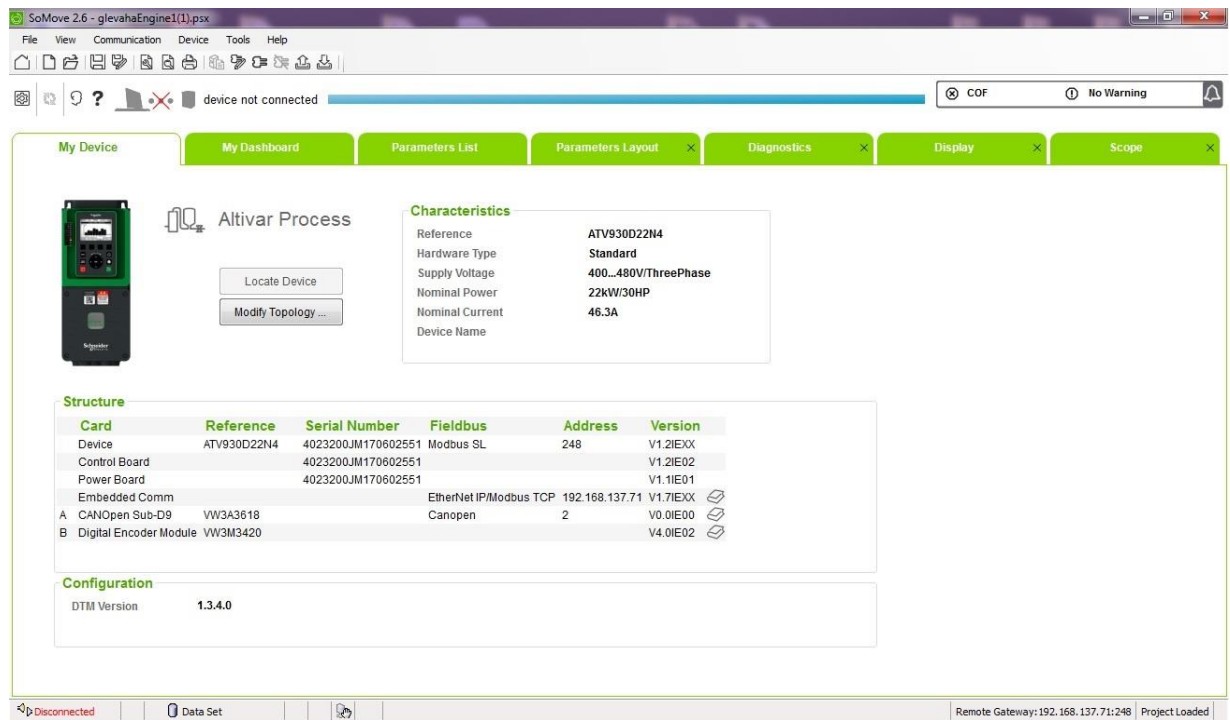 SoMove 2.6 - glevahaEngine1(1).psx
File View Communication Device Tools Help
? device not connected
COF No Warning
My Device My Dashboard Parameters List Parameters Layout Diagnostics Display Scope
Altivar Process
Locate Device
Modify Topology ...
Schneider
Characteristics
Reference ATV930D22N4
Hardware Type Standard
Supply Voltage 400...480V/ThreePhase
Nominal Power 22kW/30HP
Nominal Current 46.3A
Device Name
Structure
Card Reference Serial Number Fieldbus Address Version
Device ATV930D22N4 4023200JM170602551 Modbus SL 248 V1.2IEXX
Control Board 4023200JM170602551 V1.2IE02
Power Board 4023200JM170602551 V1.1IE01
Embedded Comm EtherNet IP/Modbus TCP 192.168.137.71 V1.7IEXX
A CANOpen Sub-D9 VW3A3618 Canopen 2 V0.0IE00
B Digital Encoder Module VW3M3420 V4.0IE02
Configuration
DTM Version 1.3.4.0
Disconnected Data Set Remote Gateway:192.168.137.71:248 Project Loaded